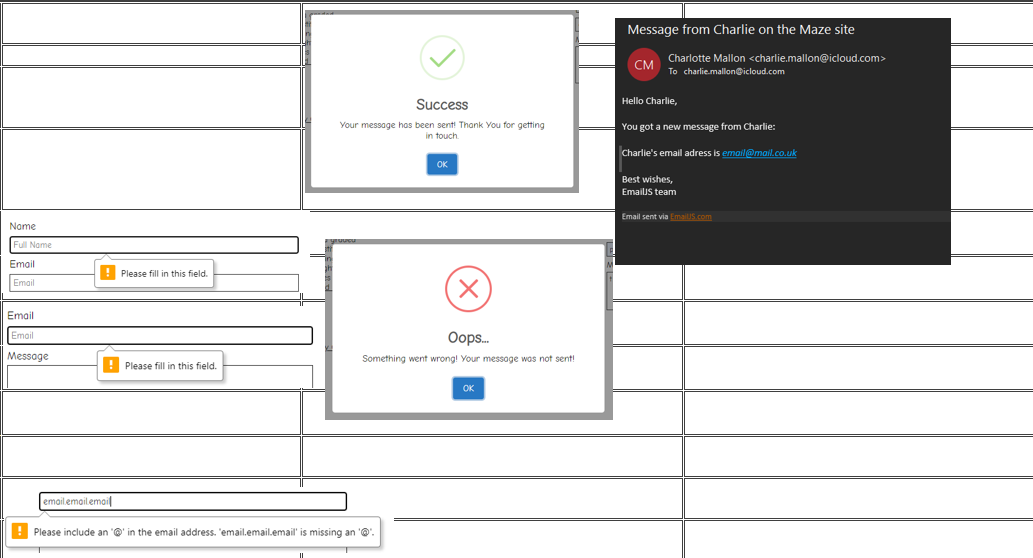 Success
Your message has been sent! Thank You for getting
in touch.
OK
Message from Charlie on the Maze site
CM
Charlotte Mallon <charlie.mallon@icloud.com>
To charlie.mallon@icloud.com
Hello Charlie,
You got a new message from Charlie:
Charlie's email adress is email@mail.co.uk
Best wishes,
EmailJS team
Email sent via EmailJS.com
Name
Full Name
Please fill in this field.
Email
Email
Email
Email
Please fill in this field.
Message
graded
Oops...
Something went wrong! Your message was not sent!
OK
email.email.email
Please include an '@' in the email address. 'email.email.email' is missing an '@'.